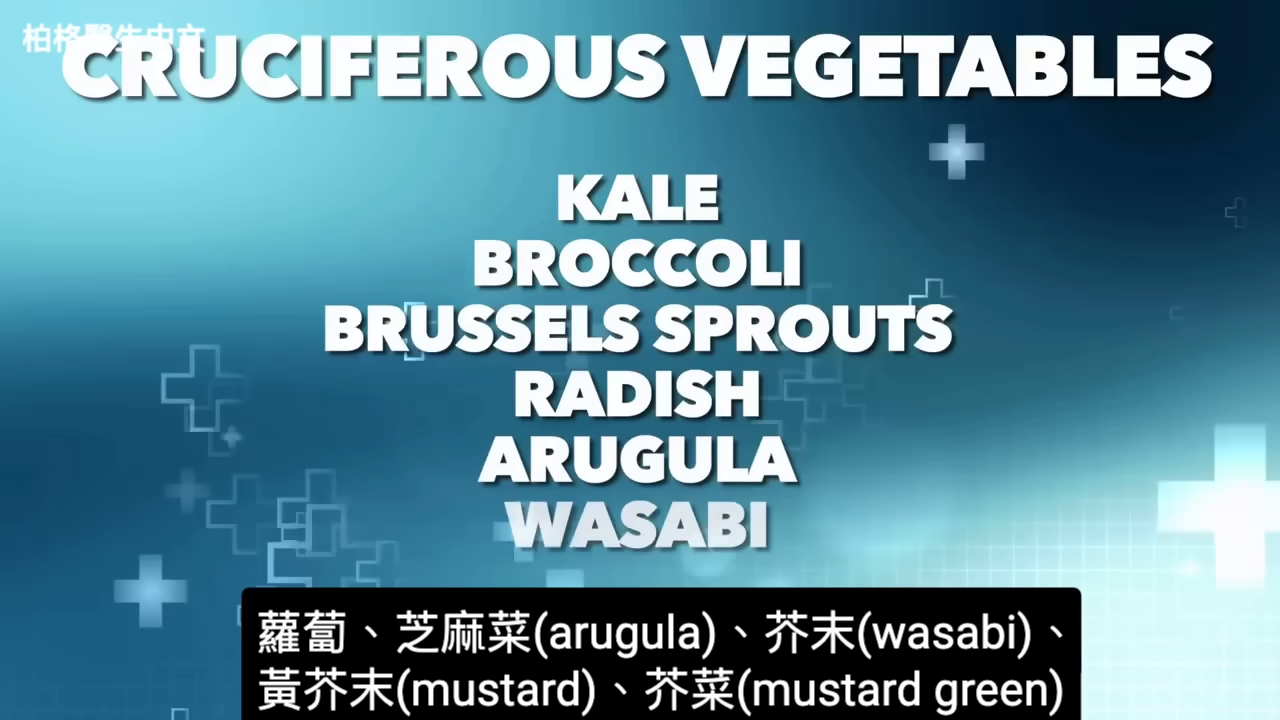 柏格醫生中文
CRUCIFEROUS VEGETABLES
KALE
BROCCOLI
BRUSSELS SPROUTS
RADISH
ARUGULA
WASABI
蘿蔔、芝麻菜(arugula)、芥末(wasabi)、
黃芥末(mustard)、芥菜(mustard green)